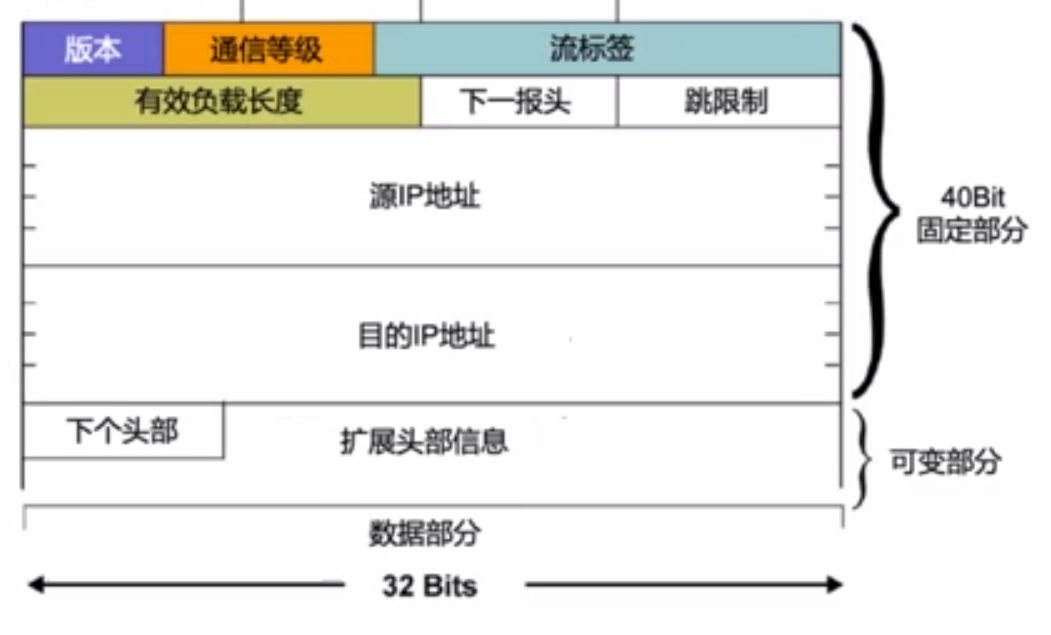 版本 通信等级 流标签
有效负载长度 下一报头 跳限制
源IP地址
40Bit
固定部分
目的IP地址
下个头部
扩展头部信息
可变部分
数据部分
32 Bits